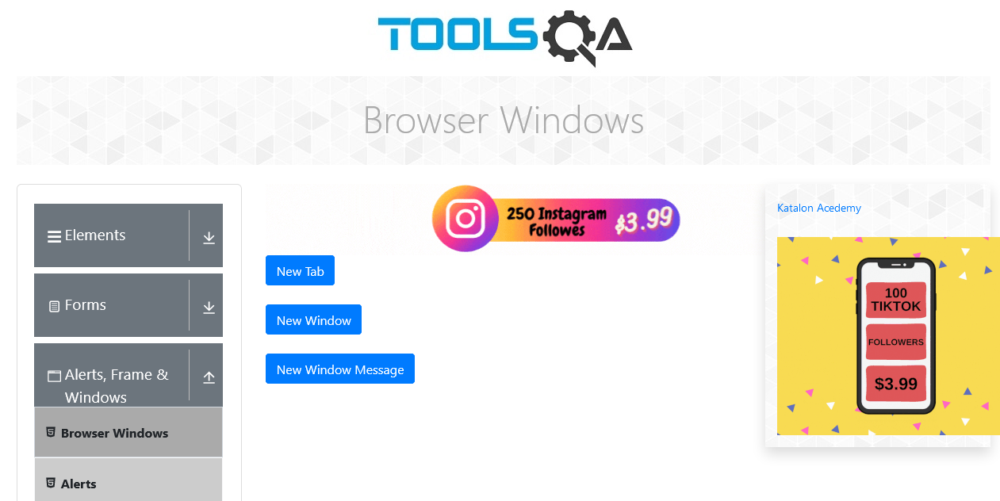 TOOLSQA
Browser Windows
Elements
Forms
Alerts, Frame &
Windows
Browser Windows
Alerts
250 Instagram
Followes
$3.99
New Tab
New Window
New Window Message
Katalon Acedemy
100
TIKTOK
FOLLOWERS
$3.99